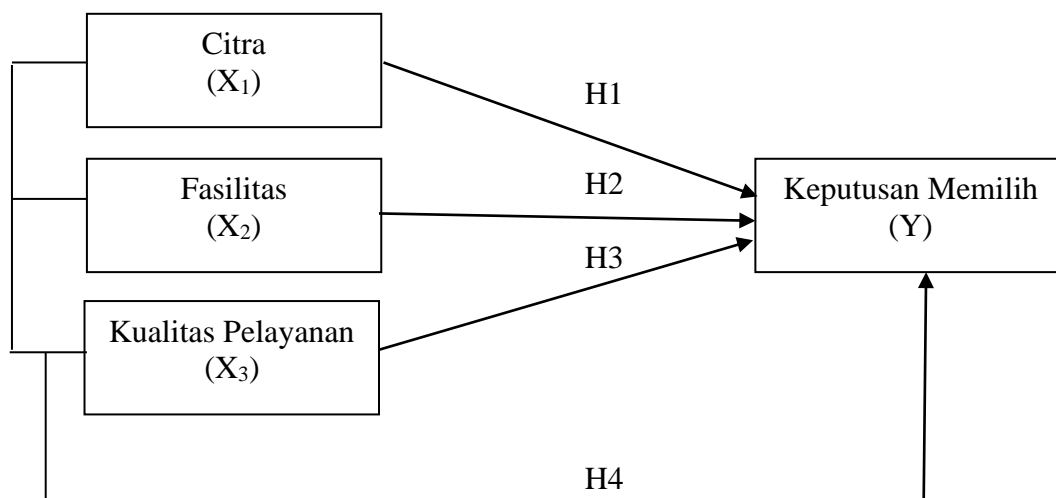 Citra
(X₁)
H1
Fasilitas
(X₂)
H2
Keputusan Memilih
(Y)
H3
Kualitas Pelayanan
(X₃)
H4